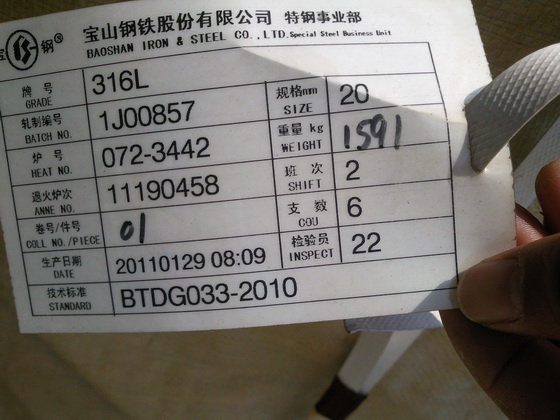 宝钢® 宝山钢铁股份有限公司 特钢事业部
BAOSHAN IRON & STEEL CO.,LTD. Special Steel Business Unit
牌 号 GRADE 316L
规格mm SIZE 20
轧制编号 BATCH NO. 1J00857
重量 kg WEIGHT 1591
炉 号 HEAT NO. 072-3442
班 次 SHIFT 2
退火炉次 ANNE NO. 11190458
支 数 COU 6
卷号/件号 COLL NO./PIECE 01
检验员 INSPECT 22
生产日期 DATE 20110129 08:09
技术标准 STANDARD BTDG033-2010